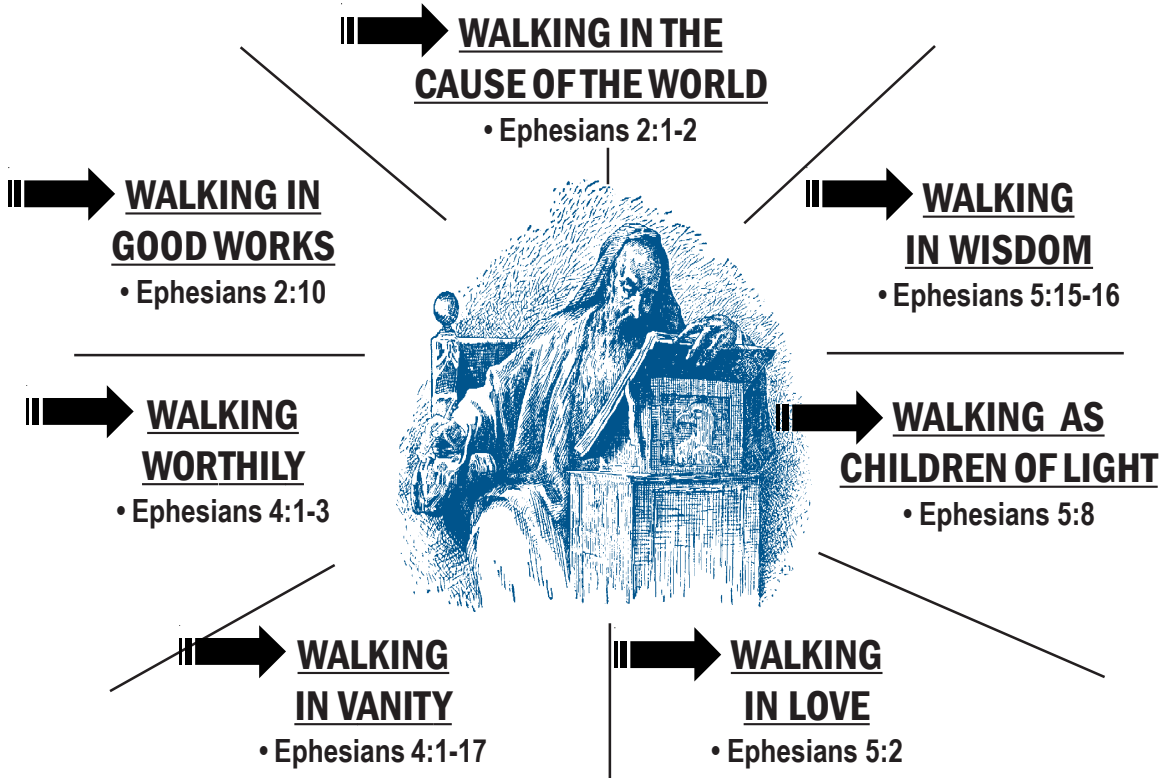 WALKING IN THE
CAUSE OF THE WORLD
• Ephesians 2:1-2
WALKING IN
GOOD WORKS
• Ephesians 2:10
WALKING
IN WISDOM
• Ephesians 5:15-16
WALKING
WORTHILY
• Ephesians 4:1-3
WALKING AS
CHILDREN OF LIGHT
• Ephesians 5:8
WALKING
IN VANITY
• Ephesians 4:1-17
WALKING
IN LOVE
• Ephesians 5:2